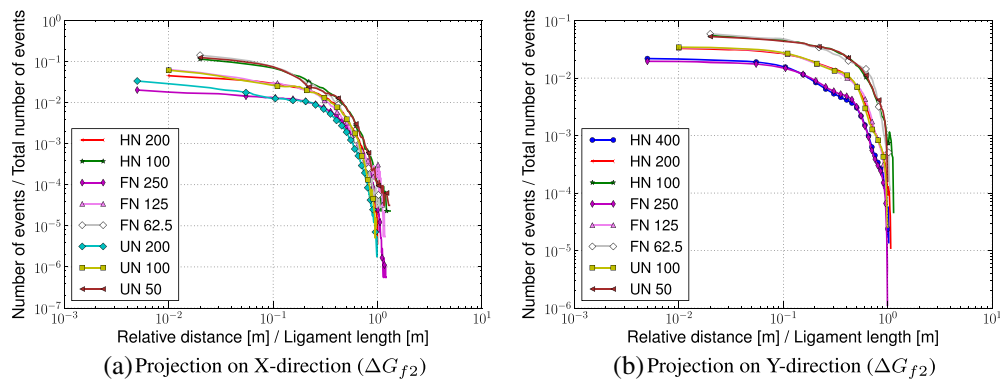 Number of events / Total number of events
10^0
10^-1
10^-2
10^-3
10^-4
10^-5
10^-6
10^-7
HN 200
HN 100
FN 250
FN 125
FN 62.5
UN 200
UN 100
UN 50
10^-3 10^-2 10^-1 10^0 10^1
Relative distance [m] / Ligament length [m]
(a) Projection on X-direction (ΔG_{f2})
Number of events / Total number of events
10^-1
10^-2
10^-3
10^-4
10^-5
10^-6
HN 400
HN 200
HN 100
FN 250
FN 125
FN 62.5
UN 100
UN 50
10^-3 10^-2 10^-1 10^0 10^1
Relative distance [m] / Ligament length [m]
(b) Projection on Y-direction (ΔG_{f2})